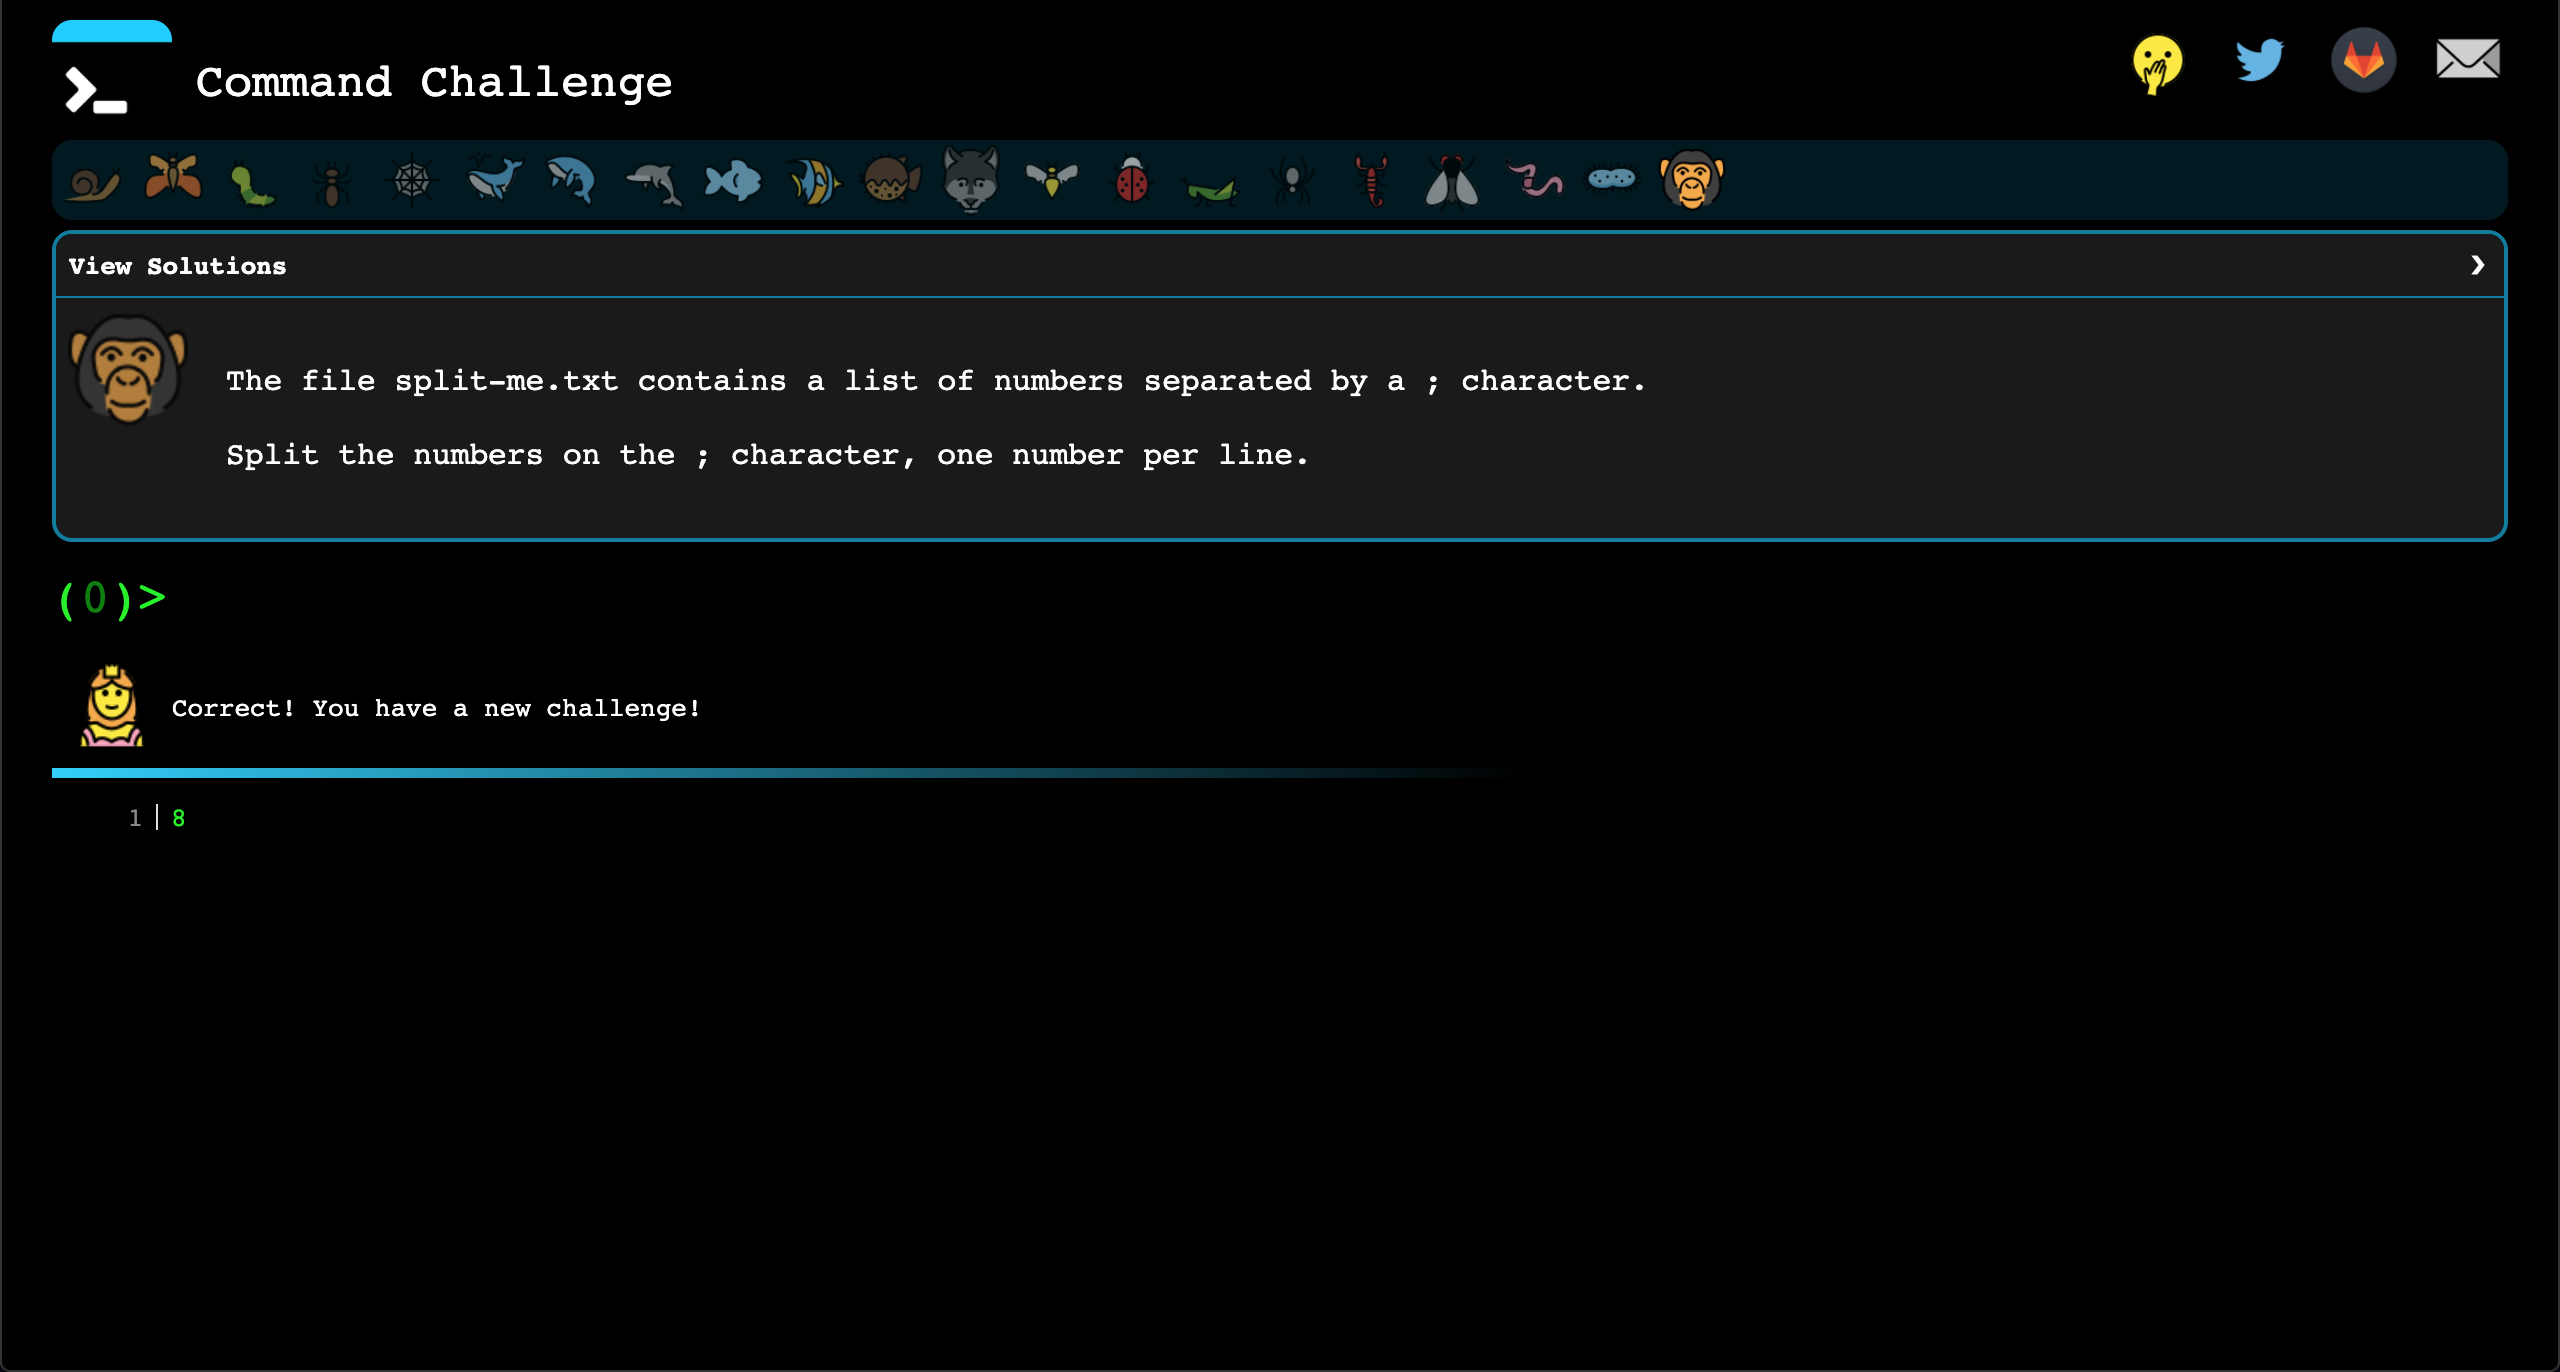 Command Challenge
View Solutions
The file split-me.txt contains a list of numbers separated by a ; character.
Split the numbers on the ; character, one number per line.
(0)>
Correct! You have a new challenge!
1 | 8